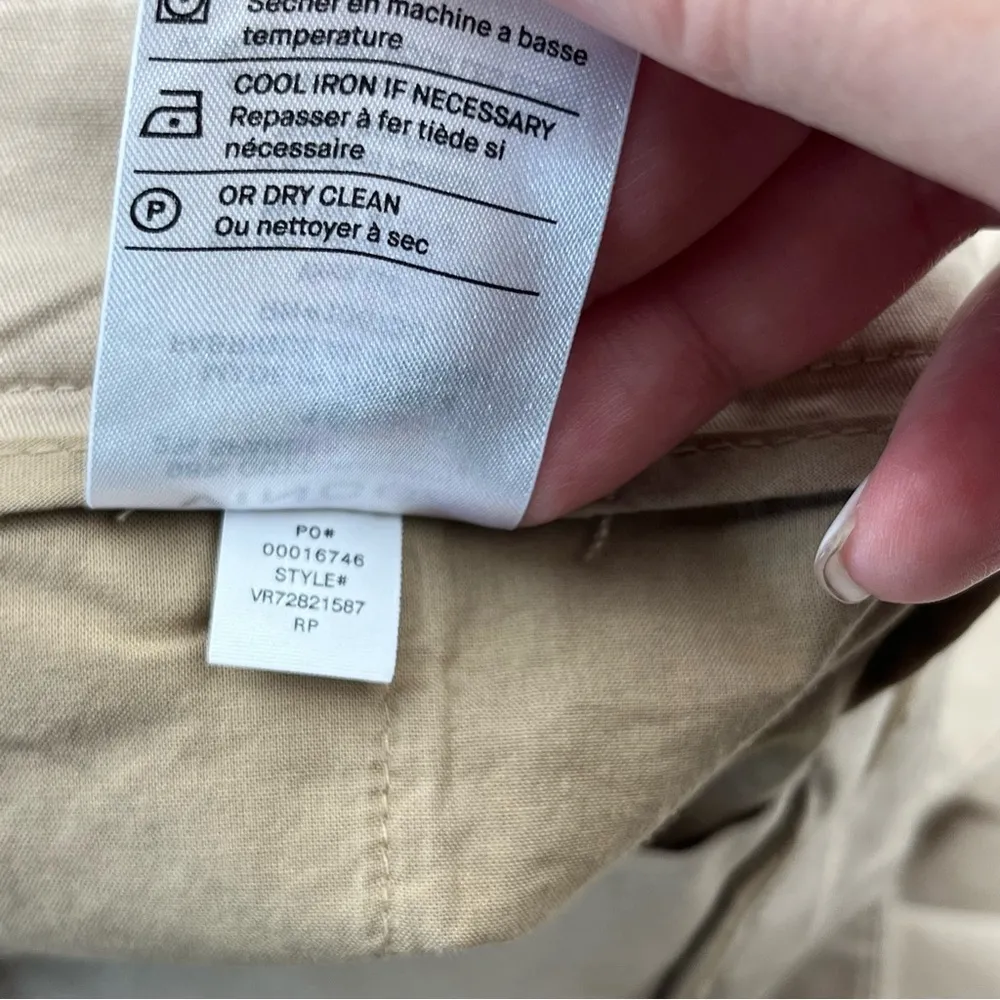 Sécher en machine a basse
temperature
COOL IRON IF NECESSARY
Repasser à fer tiède si
nécessaire
P OR DRY CLEAN
Ou nettoyer à sec
PO#
00016746
STYLE#
VR72821587
RP